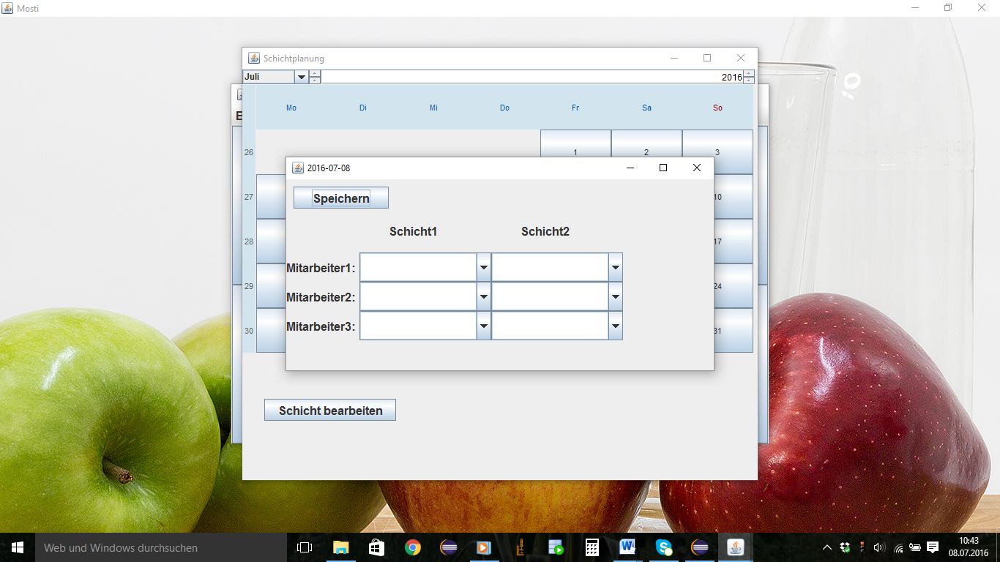 Mosti
Schichtplanung
Juli 2016
B
Mo Di Mi Do Fr Sa So
26 1 2 3
2016-07-08
27 10
Speichern
Schicht1 Schicht2
28 17
Mitarbeiter1:
29 24
Mitarbeiter2:
Mitarbeiter3:
30 31
Schicht bearbeiten
Web und Windows durchsuchen
10:43
08.07.2016